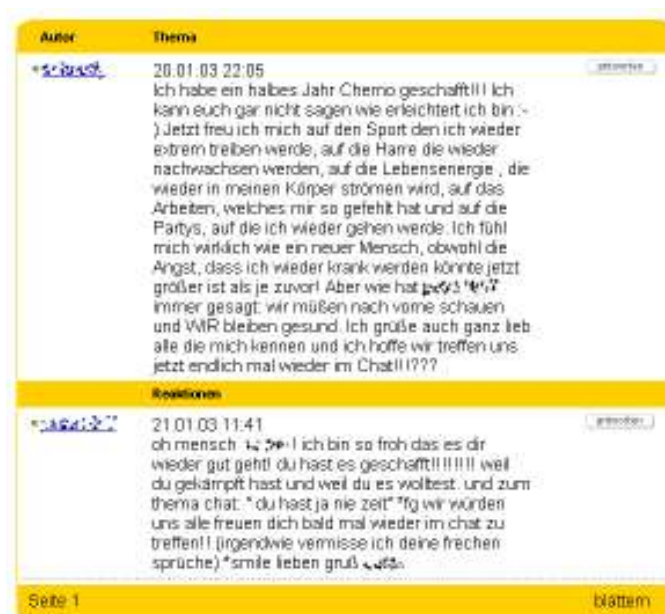 Autor Thema
20.01.03 22:05 antworten
Ich habe ein halbes Jahr Chemo geschafft!!! Ich
kann euch gar nicht sagen wie erleichtert ich bin :-
) Jetzt freu ich mich auf den Sport den ich wieder
extrem treiben werde, auf die Harre die wieder
nachwachsen werden, auf die Lebensenergie , die
wieder in meinen Körper strömen wird, auf das
Arbeiten, welches mir so gefehlt hat und auf die
Partys, auf die ich wieder gehen werde. Ich fühl
mich wirklich wie ein neuer Mensch, obwohl die
Angst, dass ich wieder krank werden könnte jetzt
größer ist als je zuvor! Aber wie hat
immer gesagt: wir müßen nach vorne schauen
und WIR bleiben gesund. Ich grüße auch ganz lieb
alle die mich kennen und ich hoffe wir treffen uns
jetzt endlich mal wieder im Chat!!!???
Reaktionen
21.01.03 11:41 antworten
oh mensch ! ich bin so froh das es dir
wieder gut geht! du hast es geschafft!!!!!!!!! weil
du gekämpft hast und weil du es wolltest. und zum
thema chat: * du hast ja nie zeit* *fg wir würden
uns alle freuen dich bald mal wieder im chat zu
treffen!! (irgendwie vermisse ich deine frechen
sprüche) *smile lieben gruß
Seite 1 blättern